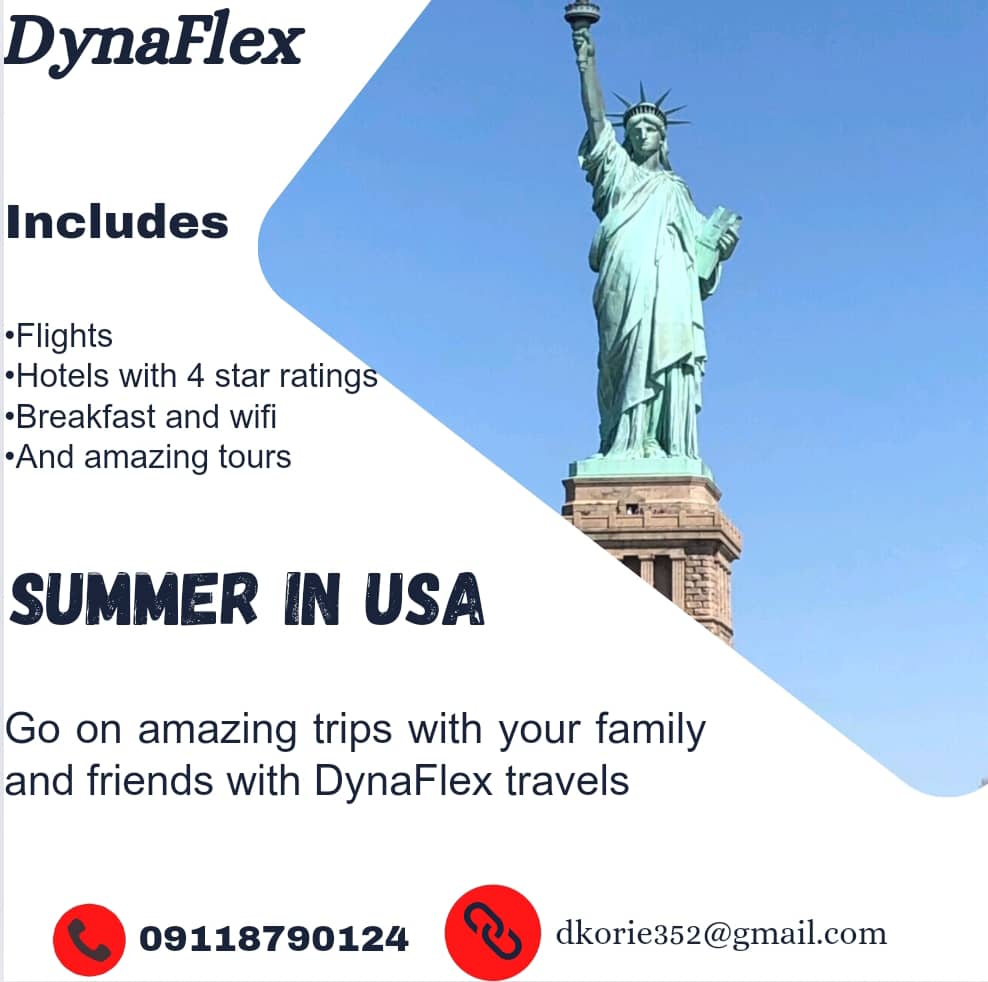 DynaFlex
Includes
•Flights
•Hotels with 4 star ratings
•Breakfast and wifi
•And amazing tours
SUMMER IN USA
Go on amazing trips with your family
and friends with DynaFlex travels
09118790124
dkorie352@gmail.com